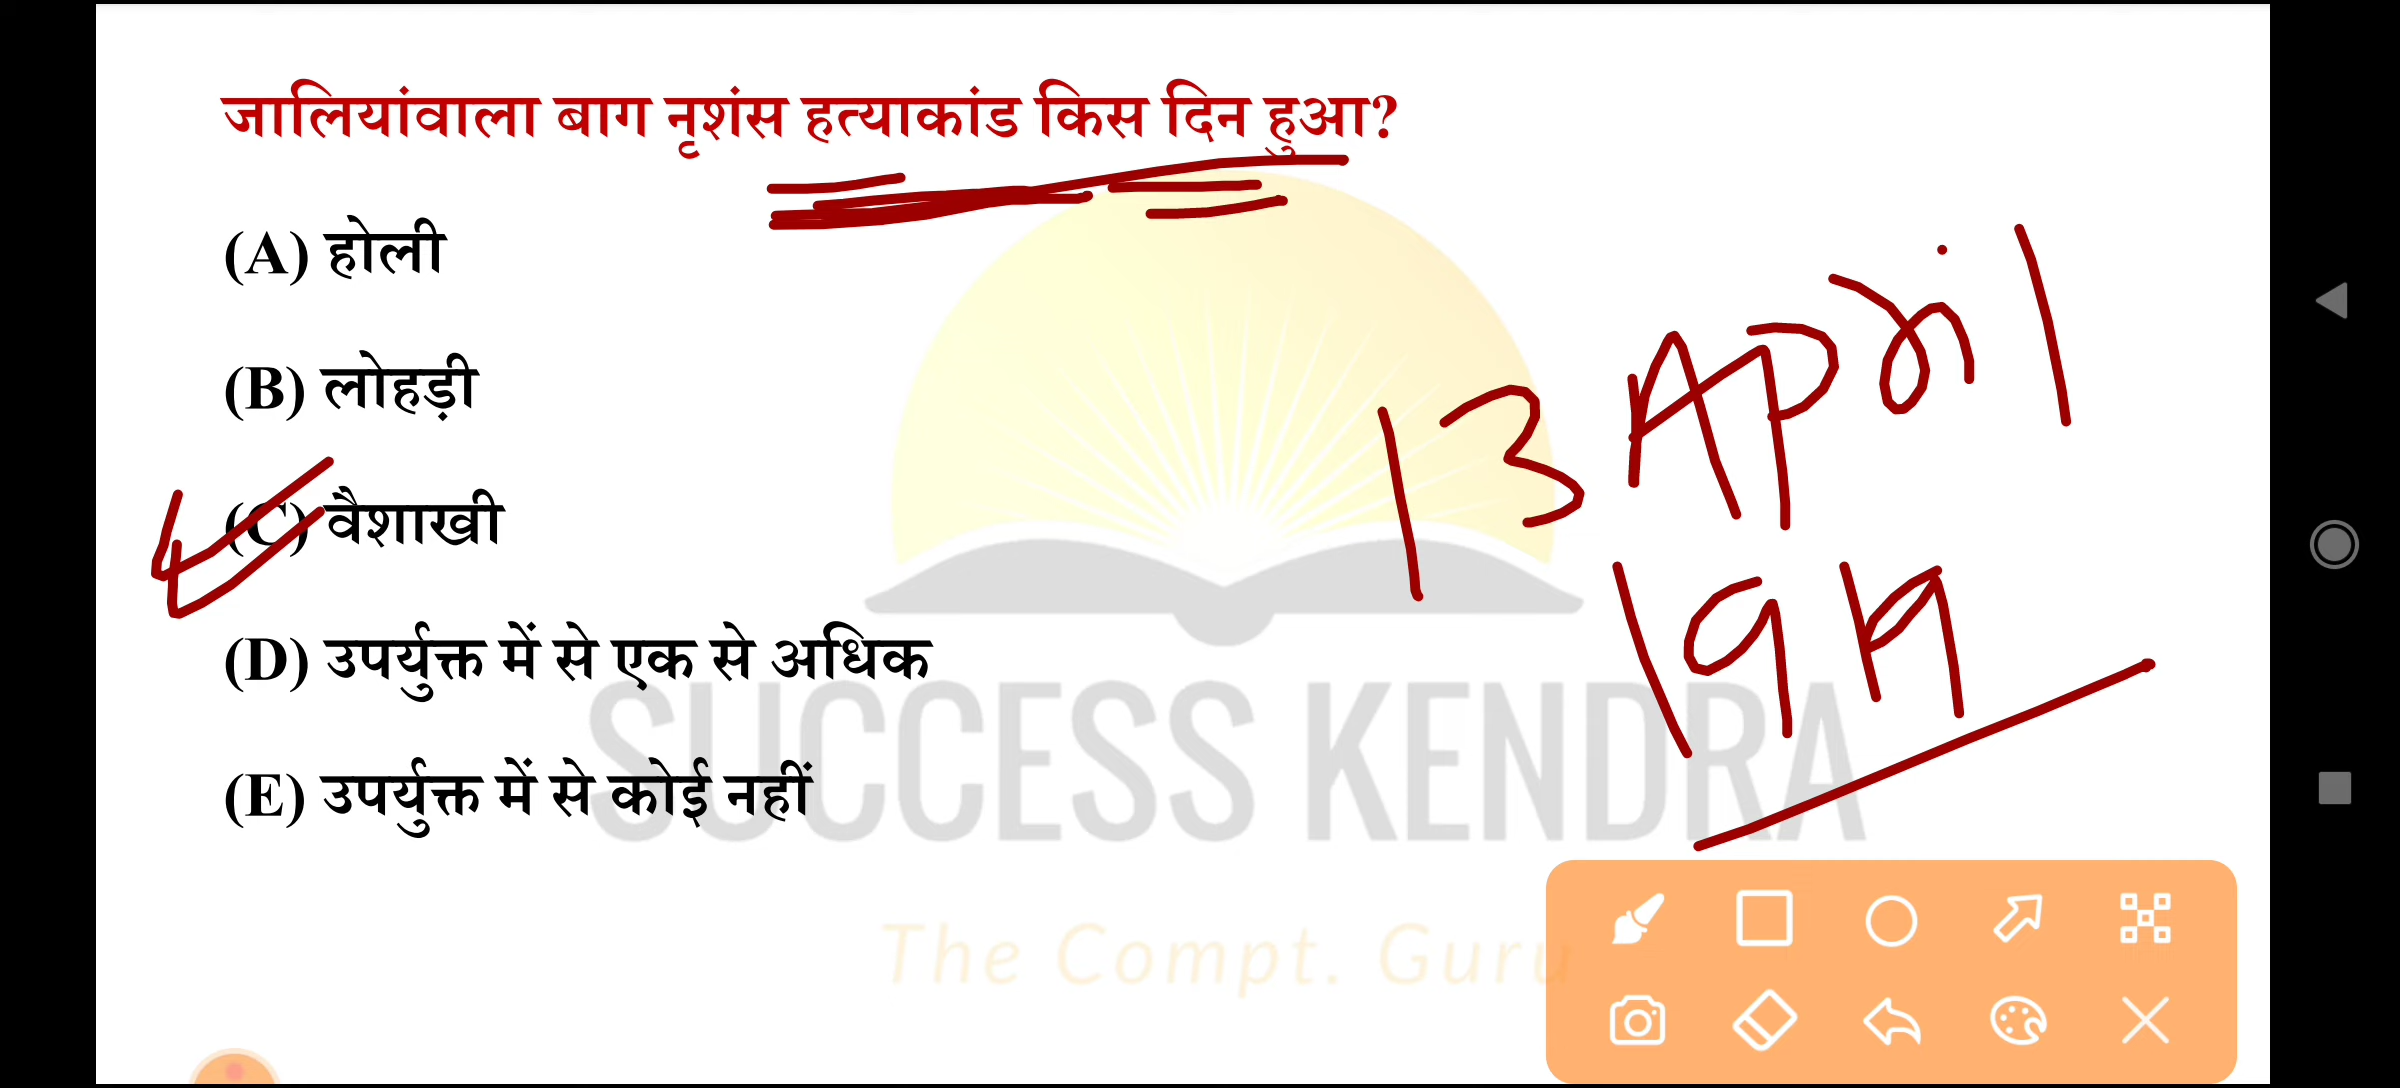 जालियांवाला बाग नृशंस हत्याकांड किस दिन हुआ?
(A) होली
(B) लोहड़ी
(C) वैशाखी
(D) उपर्युक्त में से एक से अधिक
(E) उपर्युक्त में से कोई नहीं
13 April
1919
SUCCESS KENDRA
The Compt. Guru